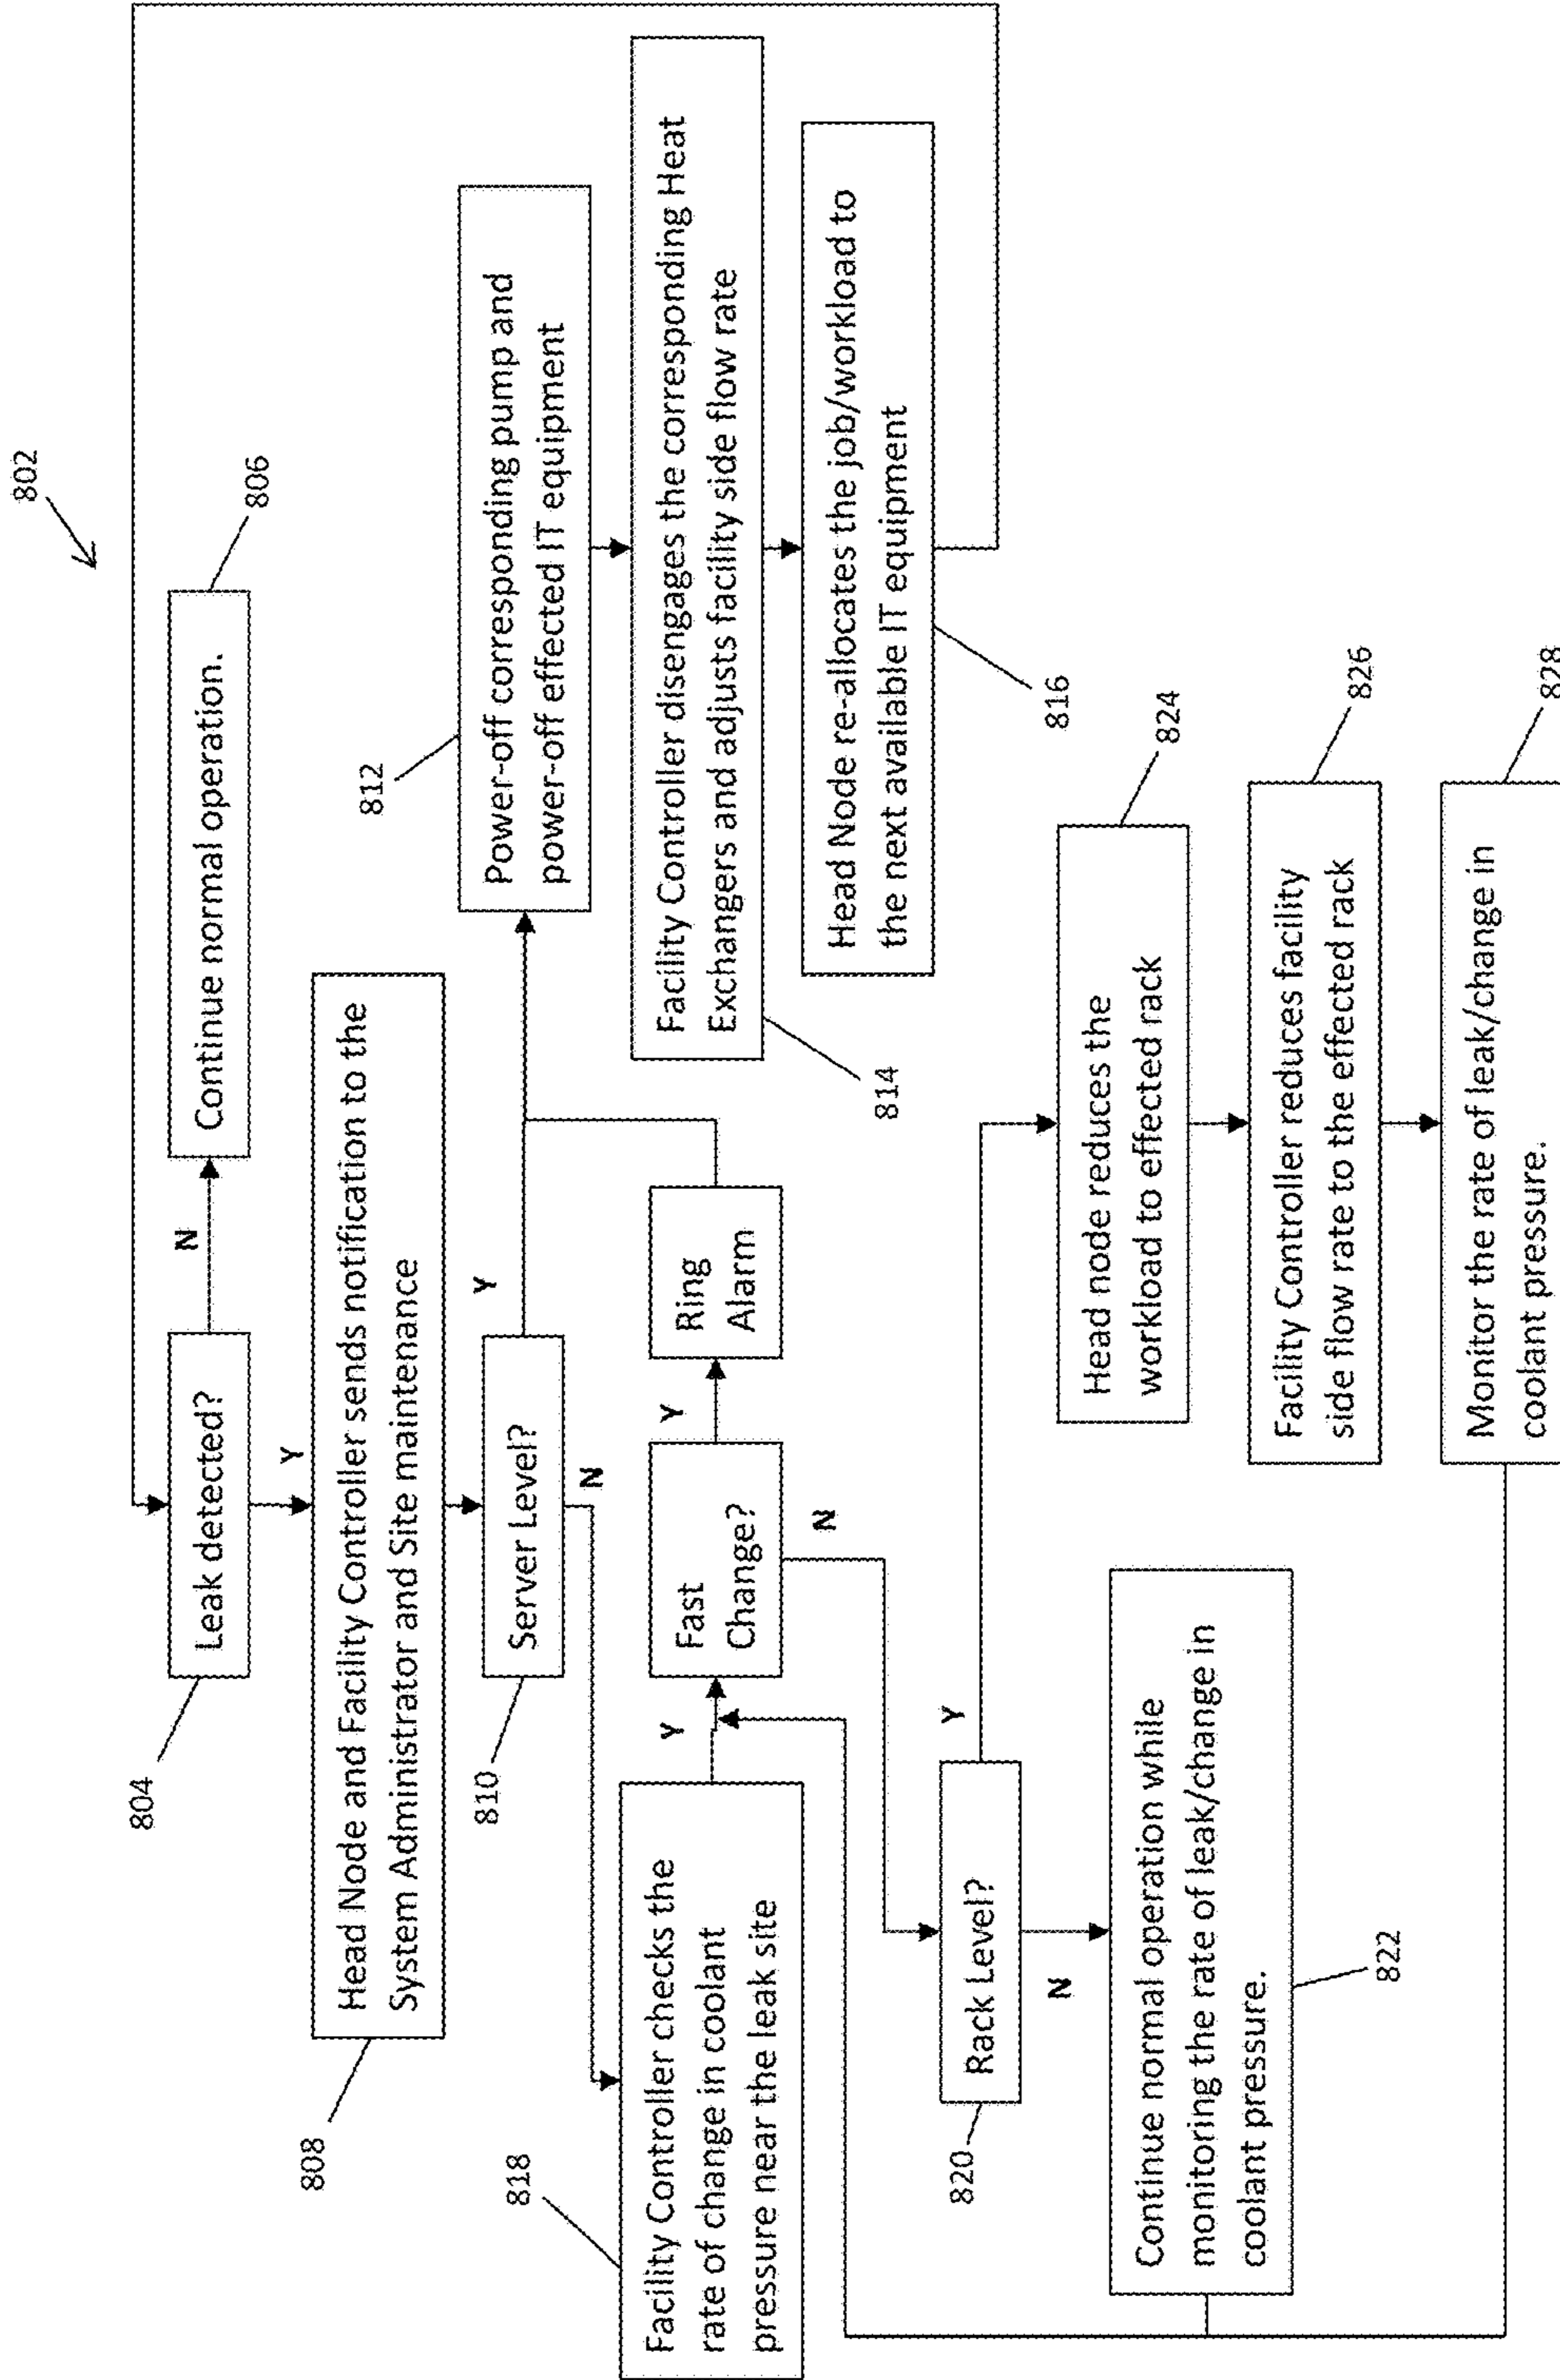 802
804
Leak detected?
N
Continue normal operation.
806
Y
808
Head Node and Facility Controller sends notification to the
System Administrator and Site maintenance
810
Server Level?
Y
N
812
Power-off corresponding pump and
power-off effected IT equipment
Facility Controller disengages the corresponding Heat
Exchangers and adjusts facility side flow rate
814
Head Node re-allocates the job/workload to
the next available IT equipment
816
818
Facility Controller checks the
rate of change in coolant
pressure near the leak site
Y
Fast
Change?
Y
Ring
Alarm
N
820
Rack Level?
Y
N
Continue normal operation while
monitoring the rate of leak/change in
coolant pressure.
822
Head node reduces the
workload to effected rack
824
Facility Controller reduces facility
side flow rate to the effected rack
826
Monitor the rate of leak/change in
coolant pressure.
828